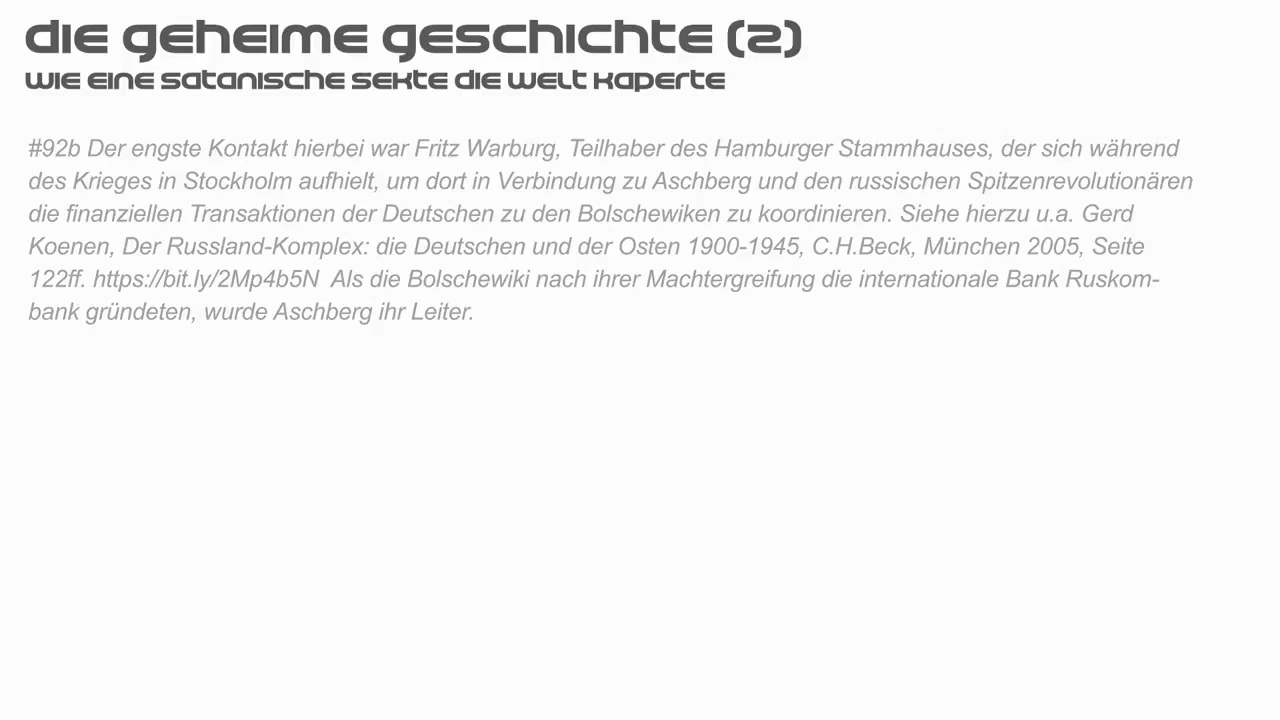 die geheime geschichte (2)
wie eine satanische sekte die welt kaperte
#92b Der engste Kontakt hierbei war Fritz Warburg, Teilhaber des Hamburger Stammhauses, der sich während
des Krieges in Stockholm aufhielt, um dort in Verbindung zu Aschberg und den russischen Spitzenrevolutionären
die finanziellen Transaktionen der Deutschen zu den Bolschewiken zu koordinieren. Siehe hierzu u.a. Gerd
Koenen, Der Russland-Komplex: die Deutschen und der Osten 1900-1945, C.H.Beck, München 2005, Seite
122ff. https://bit.ly/2Mp4b5N Als die Bolschewiki nach ihrer Machtergreifung die internationale Bank Ruskom-
bank gründeten, wurde Aschberg ihr Leiter.